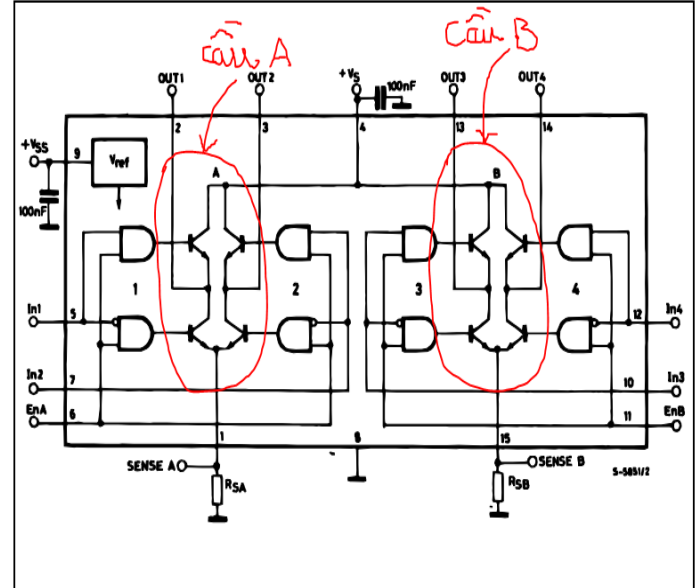 cầu A
Cầu B
OUT1
OUT2
+Vs
100nF
OUT3
OUT4
2
3
4
13
14
+VSS
9
Vref
A
B
100nF
1
2
3
4
In1
5
12
In4
In2
7
10
In3
EnA
6
11
EnB
1
8
15
SENSE A
SENSE B
S-5851/2
RSA
RSB